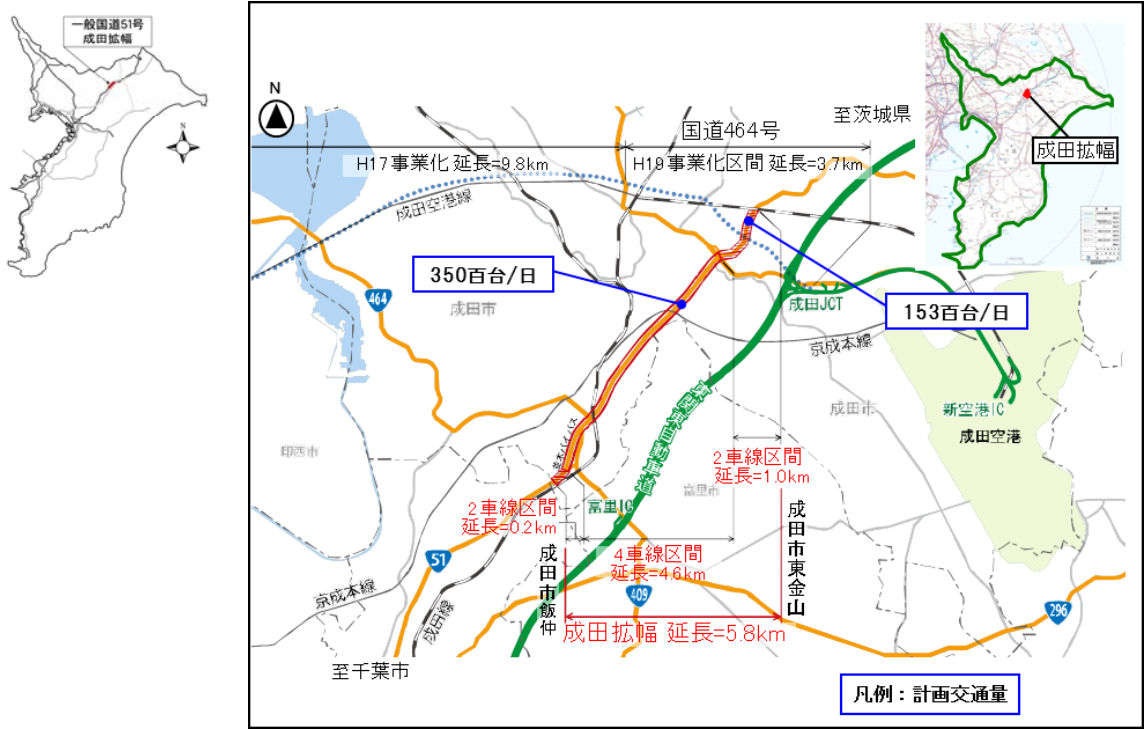 一般国道51号
成田拡幅
N
N
国道464号
至茨城県
H17事業化 延長=9.8km
H19事業化区間 延長=3.7km
成田拡幅
成田空港線
350百台/日
464
成田市
成田JCT
153百台/日
京成本線
東関東自動車道
成田市
新空港IC
成田空港
印西市
2車線区間
延長=1.0km
富里市
2車線区間
延長=0.2km
富里IC
成田市東金山
51
成田市飯仲
4車線区間
延長=4.6km
409
296
京成本線
成田線
成田拡幅 延長=5.8km
至千葉市
凡例：計画交通量